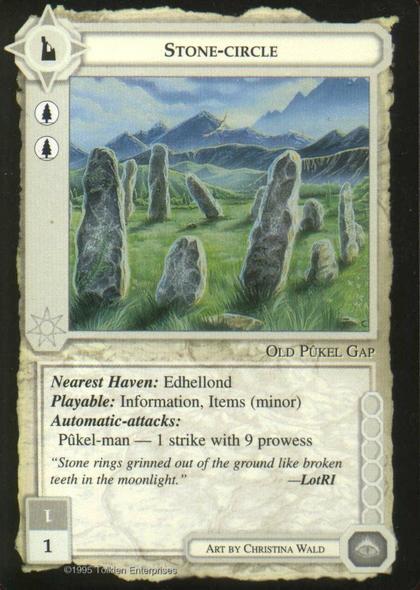 STONE-CIRCLE
OLD PÛKEL GAP
Nearest Haven: Edhellond
Playable: Information, Items (minor)
Automatic-attacks:
Pûkel-man — 1 strike with 9 prowess
“Stone rings grinned out of the ground like broken
teeth in the moonlight.” —LotRI
1
1
ART BY CHRISTINA WALD
©1995 Tolkien Enterprises